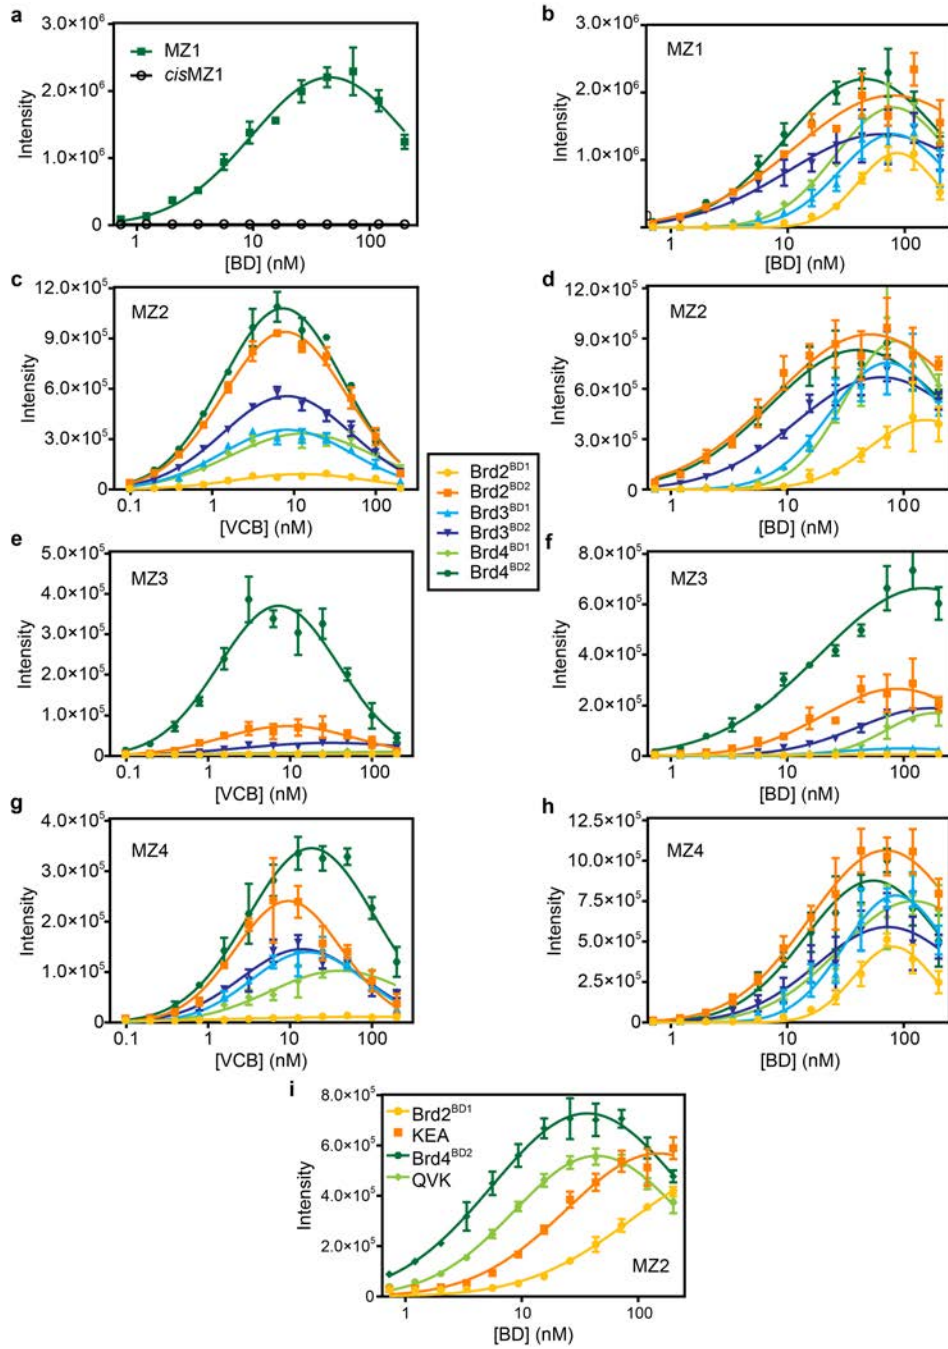 a
MZ1
cisMZ1
Intensity
3.0×10⁶
2.0×10⁶
1.0×10⁶
0
1 10 100
[BD] (nM)
b
MZ1
Intensity
3.0×10⁶
2.0×10⁶
1.0×10⁶
0
1 10 100
[BD] (nM)
c
MZ2
Intensity
12.0×10⁵
9.0×10⁵
6.0×10⁵
3.0×10⁵
0
0.1 1 10 100
[VCB] (nM)
d
MZ2
Intensity
12.0×10⁵
9.0×10⁵
6.0×10⁵
3.0×10⁵
0
1 10 100
[BD] (nM)
Brd2ᴮᴰ¹
Brd2ᴮᴰ²
Brd3ᴮᴰ¹
Brd3ᴮᴰ²
Brd4ᴮᴰ¹
Brd4ᴮᴰ²
e
MZ3
Intensity
5.0×10⁵
4.0×10⁵
3.0×10⁵
2.0×10⁵
1.0×10⁵
0
0.1 1 10 100
[VCB] (nM)
f
MZ3
Intensity
8.0×10⁵
6.0×10⁵
4.0×10⁵
2.0×10⁵
0
1 10 100
[BD] (nM)
g
MZ4
Intensity
4.0×10⁵
3.0×10⁵
2.0×10⁵
1.0×10⁵
0
0.1 1 10 100
[VCB] (nM)
h
MZ4
Intensity
12.5×10⁵
10.0×10⁵
7.5×10⁵
5.0×10⁵
2.5×10⁵
0
1 10 100
[BD] (nM)
i
Brd2ᴮᴰ¹
KEA
Brd4ᴮᴰ²
QVK
MZ2
Intensity
8.0×10⁵
6.0×10⁵
4.0×10⁵
2.0×10⁵
0
1 10 100
[BD] (nM)